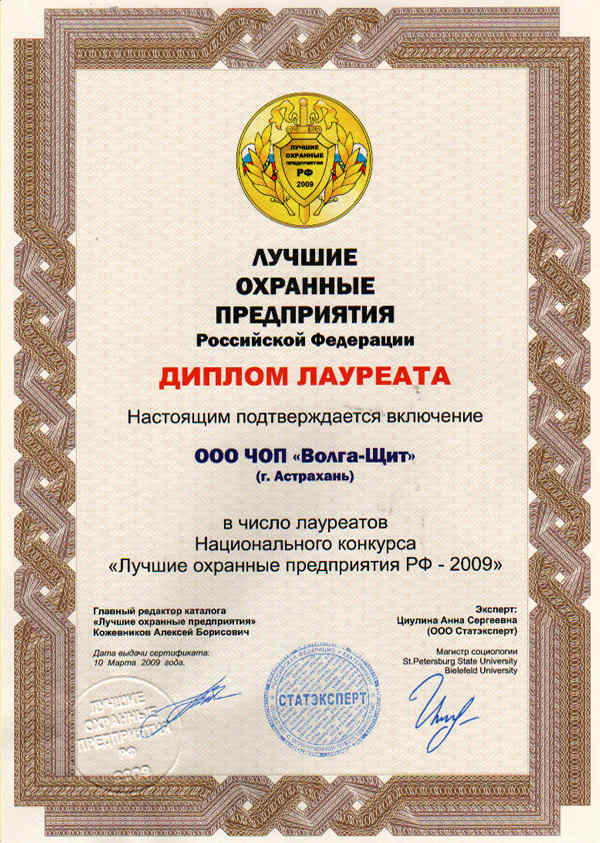 ЛУЧШИЕ
ОХРАННЫЕ
ПРЕДПРИЯТИЯ
РФ
2009
ЛУЧШИЕ
ОХРАННЫЕ
ПРЕДПРИЯТИЯ
Российской Федерации
ДИПЛОМ ЛАУРЕАТА
Настоящим подтверждается включение
ООО ЧОП «Волга-Щит»
(г. Астрахань)
в число лауреатов
Национального конкурса
«Лучшие охранные предприятия РФ - 2009»
Главный редактор каталога
«Лучшие охранные предприятия»
Кожевников Алексей Борисович
Дата выдачи сертификата:
10 Марта 2009 года.
Эксперт:
Циулина Анна Сергеевна
(ООО Статэксперт)
Магистр социологии
St.Petersburg State University
Bielefeld University
СТАТЭКСПЕРТ
ЛУЧШИЕ
ОХРАННЫЕ
ПРЕДПРИЯТИЯ
РФ
2009